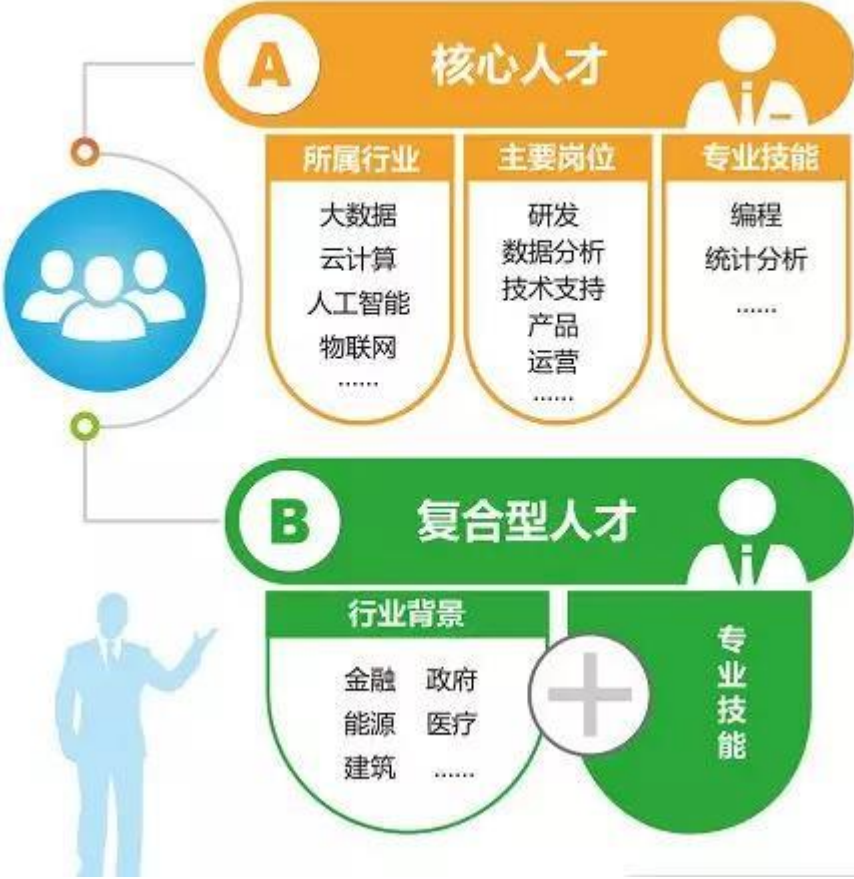 A
核心人才
所属行业
大数据
云计算
人工智能
物联网
......
主要岗位
研发
数据分析
技术支持
产品
运营
......
专业技能
编程
统计分析
......
B
复合型人才
行业背景
金融 政府
能源 医疗
建筑 ......
专业技能